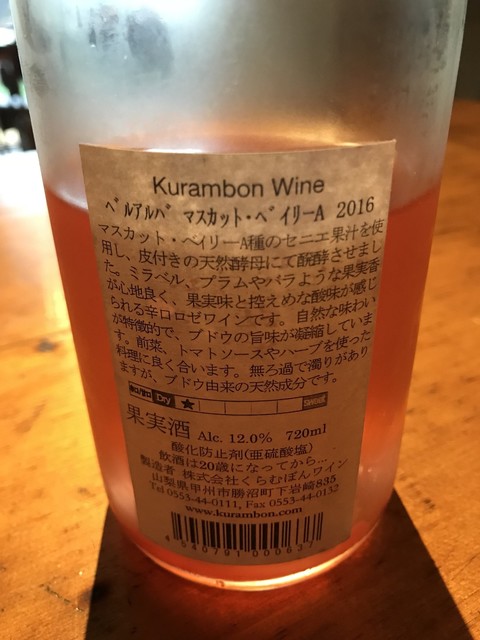 Kurambon Wine
ﾍﾞﾙｱﾙﾊﾞ ﾏｽｶｯﾄ・ﾍﾞｲﾘｰA 2016
マスカット・ベイリーA種のセニエ果汁を使
用し、皮付きの天然酵母にて醗酵させまし
た。ミラベル、プラムやバラような果実香
が心地良く、果実味と控えめな酸味が感じ
られる辛口ロゼワインです。自然な味わい
が特徴的で、ブドウの旨味が凝縮していま
す。前菜、トマトソースやハーブを使った
料理に良く合います。無ろ過で濁りがあり
ますが、ブドウ由来の天然成分です。
辛口/甘口 Dry ★ Sweet
果実酒 Alc. 12.0% 720ml
酸化防止剤(亜硫酸塩)
飲酒は20歳になってから...
製造者 株式会社くらむぼんワイン
山梨県甲州市勝沼町下岩崎835
Tel 0553-44-0111, Fax 0553-44-0132
www.kurambon.com
4 540791 000637